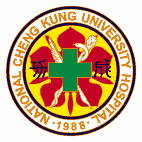 NATIONAL CHENG KUNG UNIVERSITY HOSPITAL
· 1988 ·